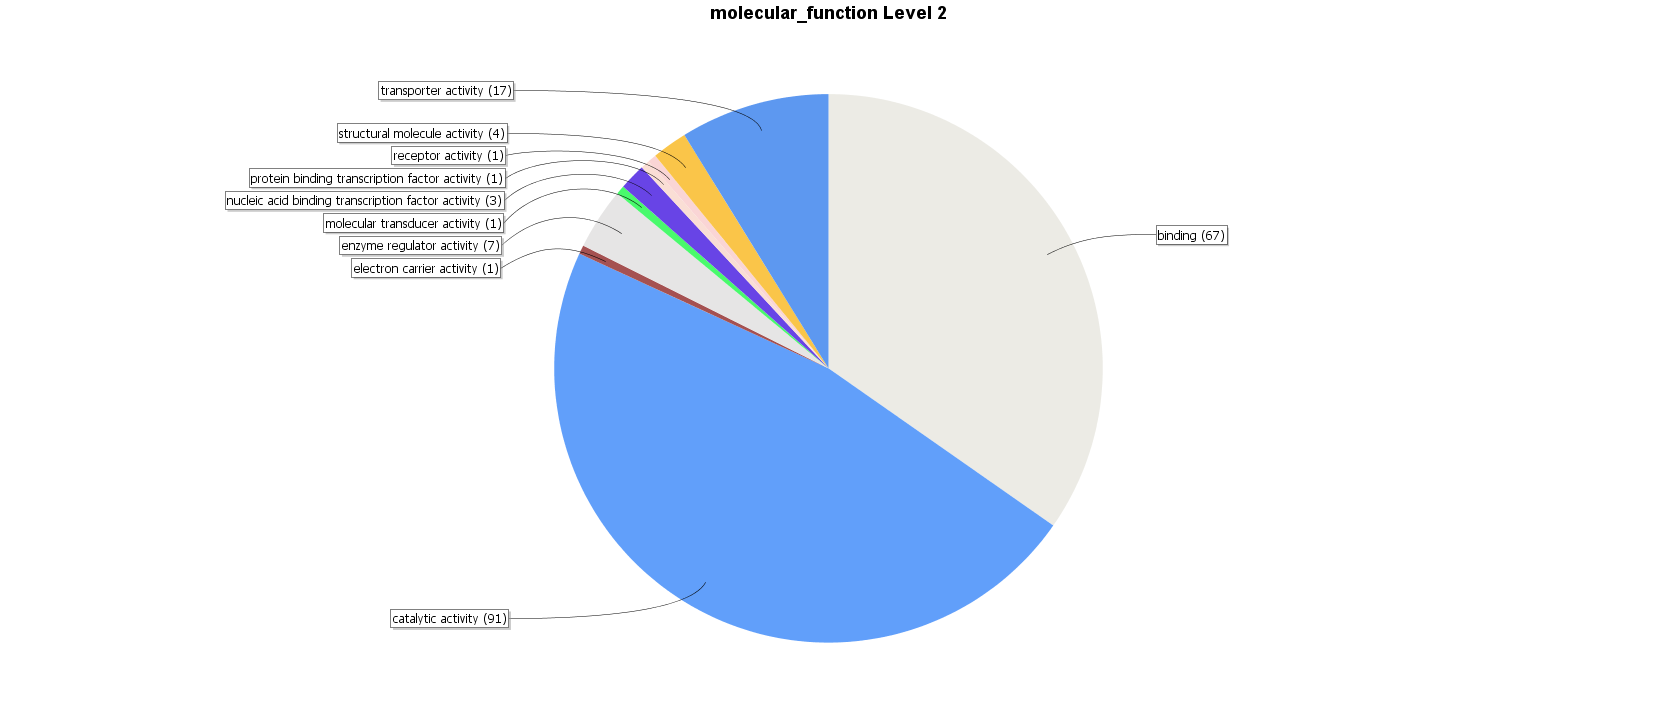 molecular_function Level 2
transporter activity (17)
structural molecule activity (4)
receptor activity (1)
protein binding transcription factor activity (1)
nucleic acid binding transcription factor activity (3)
molecular transducer activity (1)
enzyme regulator activity (7)
electron carrier activity (1)
binding (67)
catalytic activity (91)